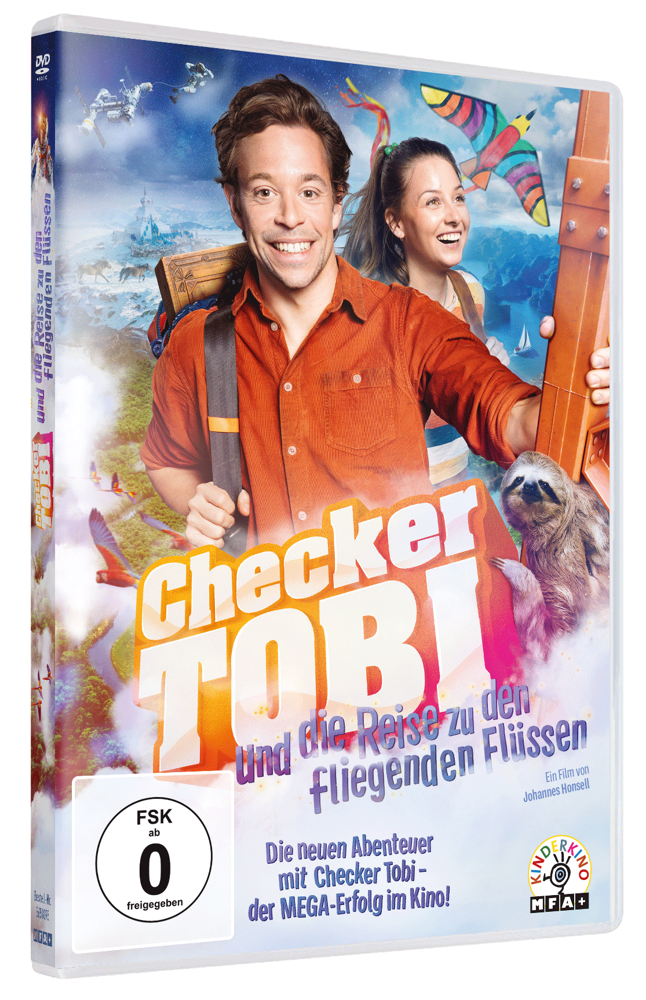 DVD
VIDEO
Checker
TOBI
und die Reise zu den
fliegenden Flüssen
MFA+
Checker
TOBI
und die Reise zu den
fliegenden Flüssen
Ein Film von
Johannes Honsell
Die neuen Abenteuer
mit Checker Tobi –
der MEGA-Erfolg im Kino!
FSK
ab
0
freigegeben
KINDERKINO
MFA+
Bestell-Nr.